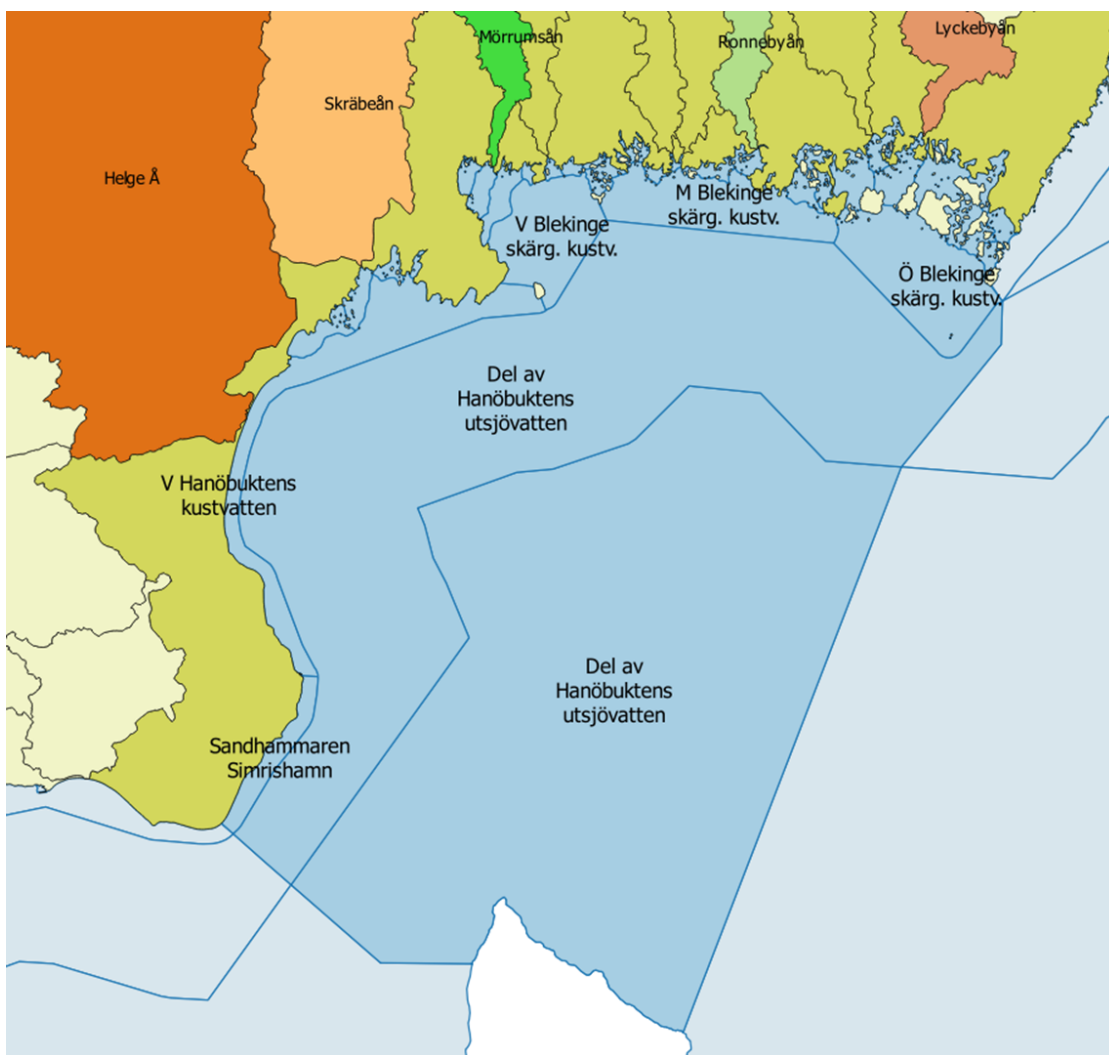 Mörrumsån
Ronnebyån
Lyckebyån
Skräbeån
Helge Å
M Blekinge
skärg. kustv.
V Blekinge
skärg. kustv.
Ö Blekinge
skärg. kustv.
Del av
Hanöbuktens
utsjövatten
V Hanöbuktens
kustvatten
Del av
Hanöbuktens
utsjövatten
Sandhammaren
Simrishamn